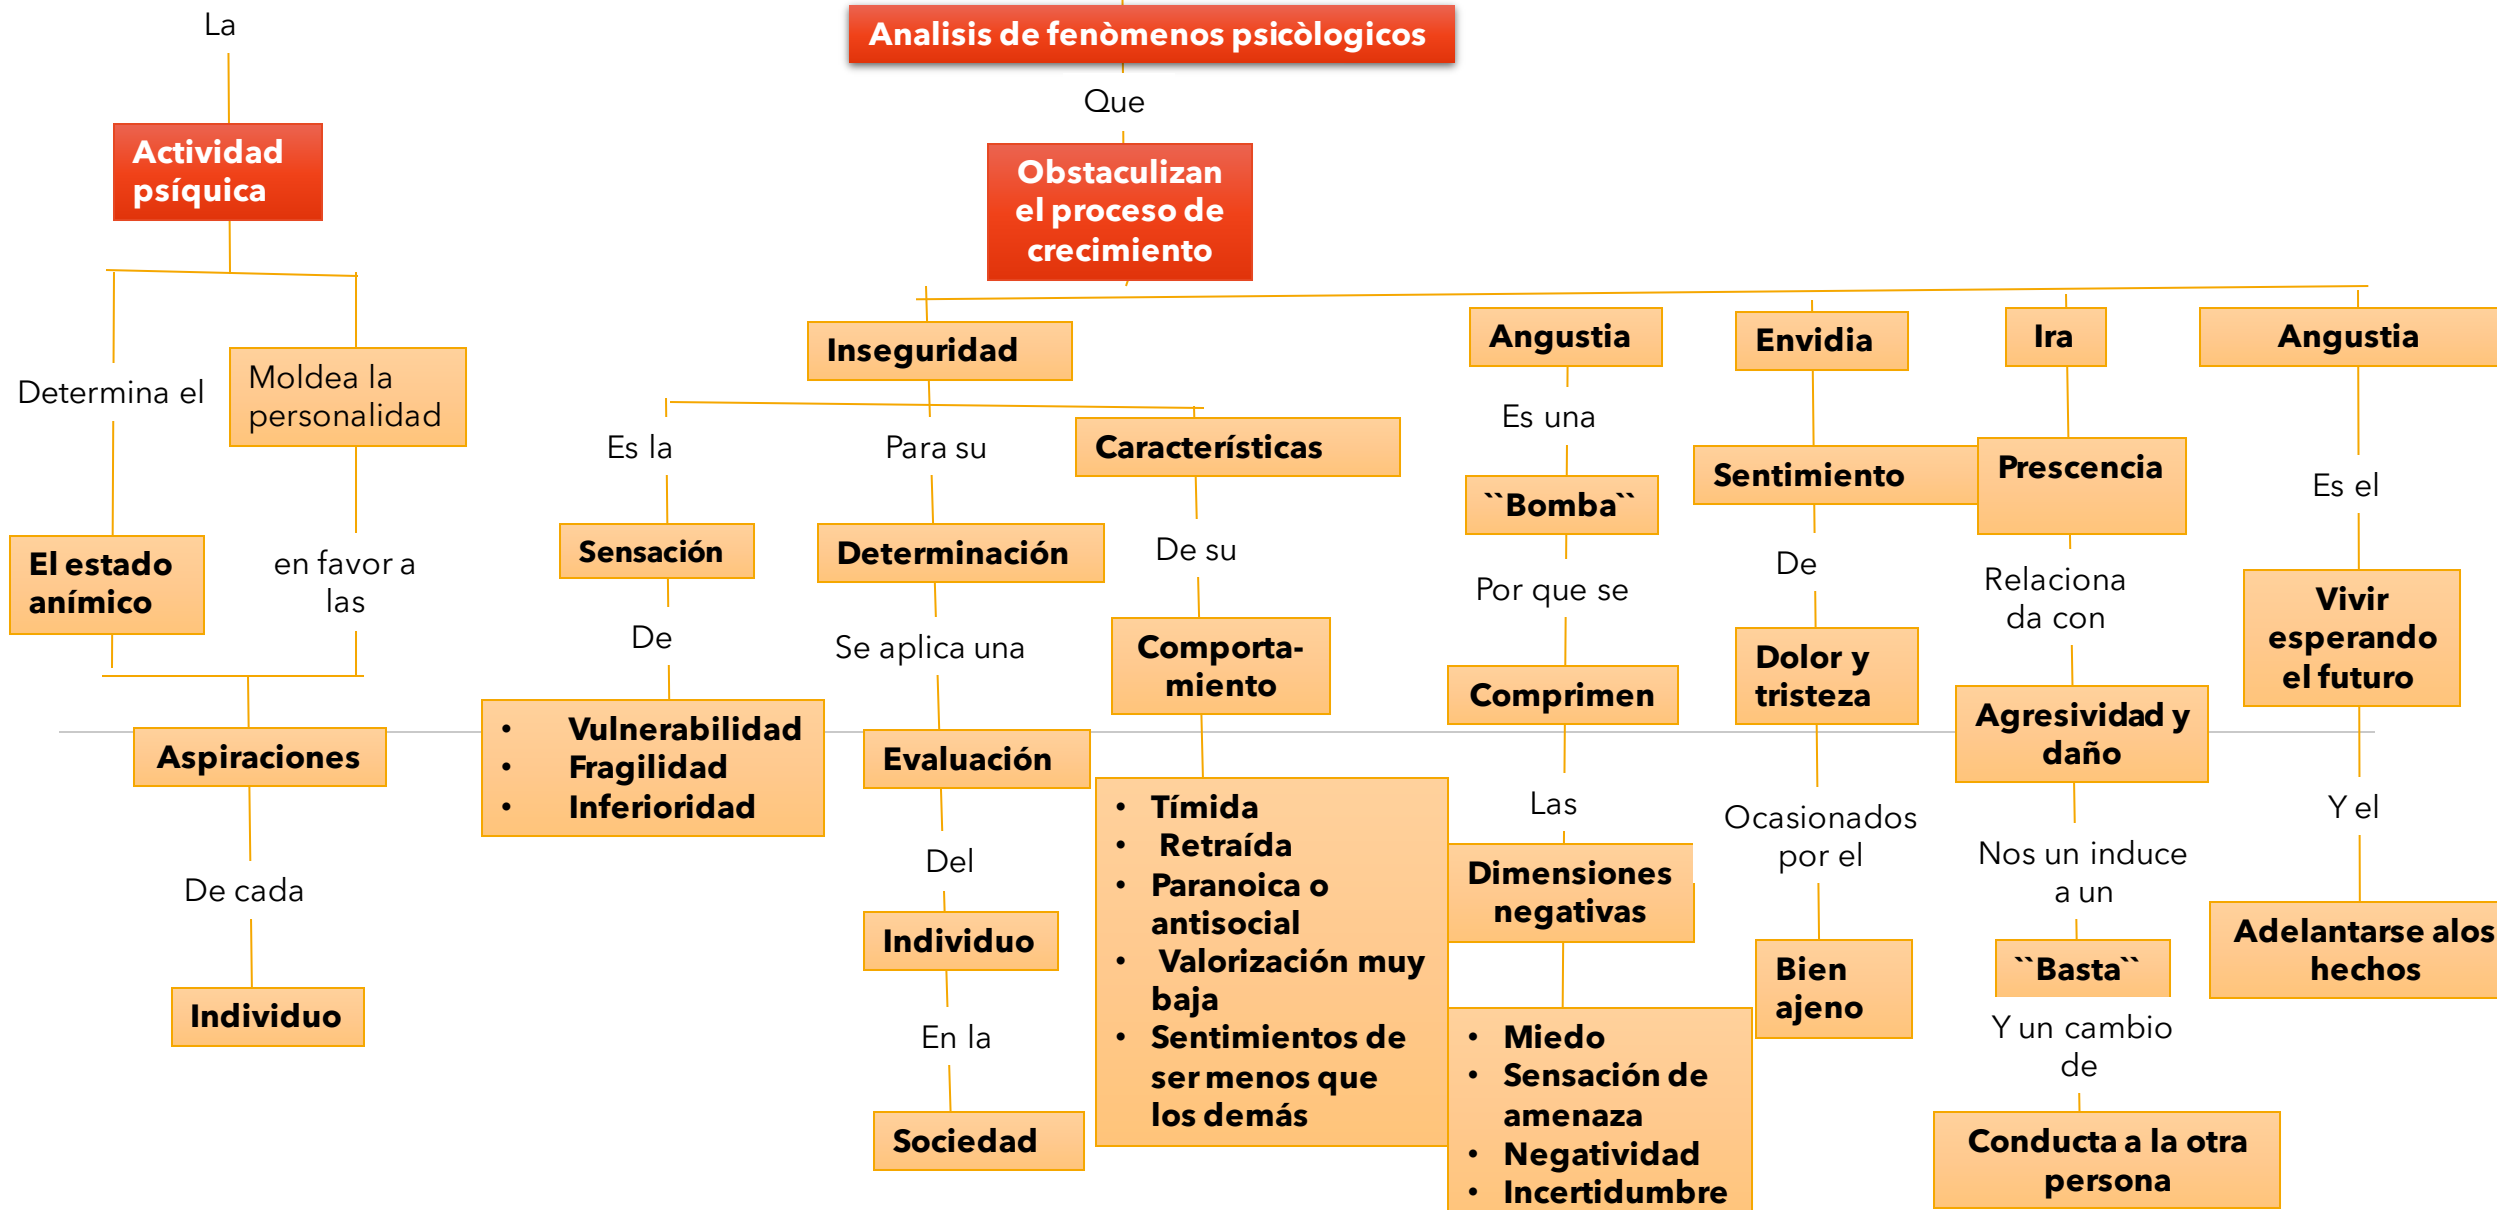 La
Actividad
psíquica
Determina el
Moldea la
personalidad
El estado
anímico
en favor a
las
Aspiraciones
De cada
Individuo
Analisis de fenòmenos psicòlogicos
Que
Obstaculizan
el proceso de
crecimiento
Inseguridad
Es la
Sensación
De
• Vulnerabilidad
• Fragilidad
• Inferioridad
Para su
Determinación
Se aplica una
Evaluación
Del
Individuo
En la
Sociedad
Características
De su
Comporta-
miento
• Tímida
• Retraída
• Paranoica o
antisocial
• Valorización muy
baja
• Sentimientos de
ser menos que
los demás
Angustia
Es una
``Bomba``
Por que se
Comprimen
Las
Dimensiones
negativas
• Miedo
• Sensación de
amenaza
• Negatividad
• Incertidumbre
Envidia
Sentimiento
De
Dolor y
tristeza
Ocasionados
por el
Bien
ajeno
Ira
Prescencia
Relaciona
da con
Agresividad y
daño
Nos un induce
a un
``Basta``
Y un cambio
de
Conducta a la otra
persona
Angustia
Es el
Vivir
esperando
el futuro
Y el
Adelantarse alos
hechos